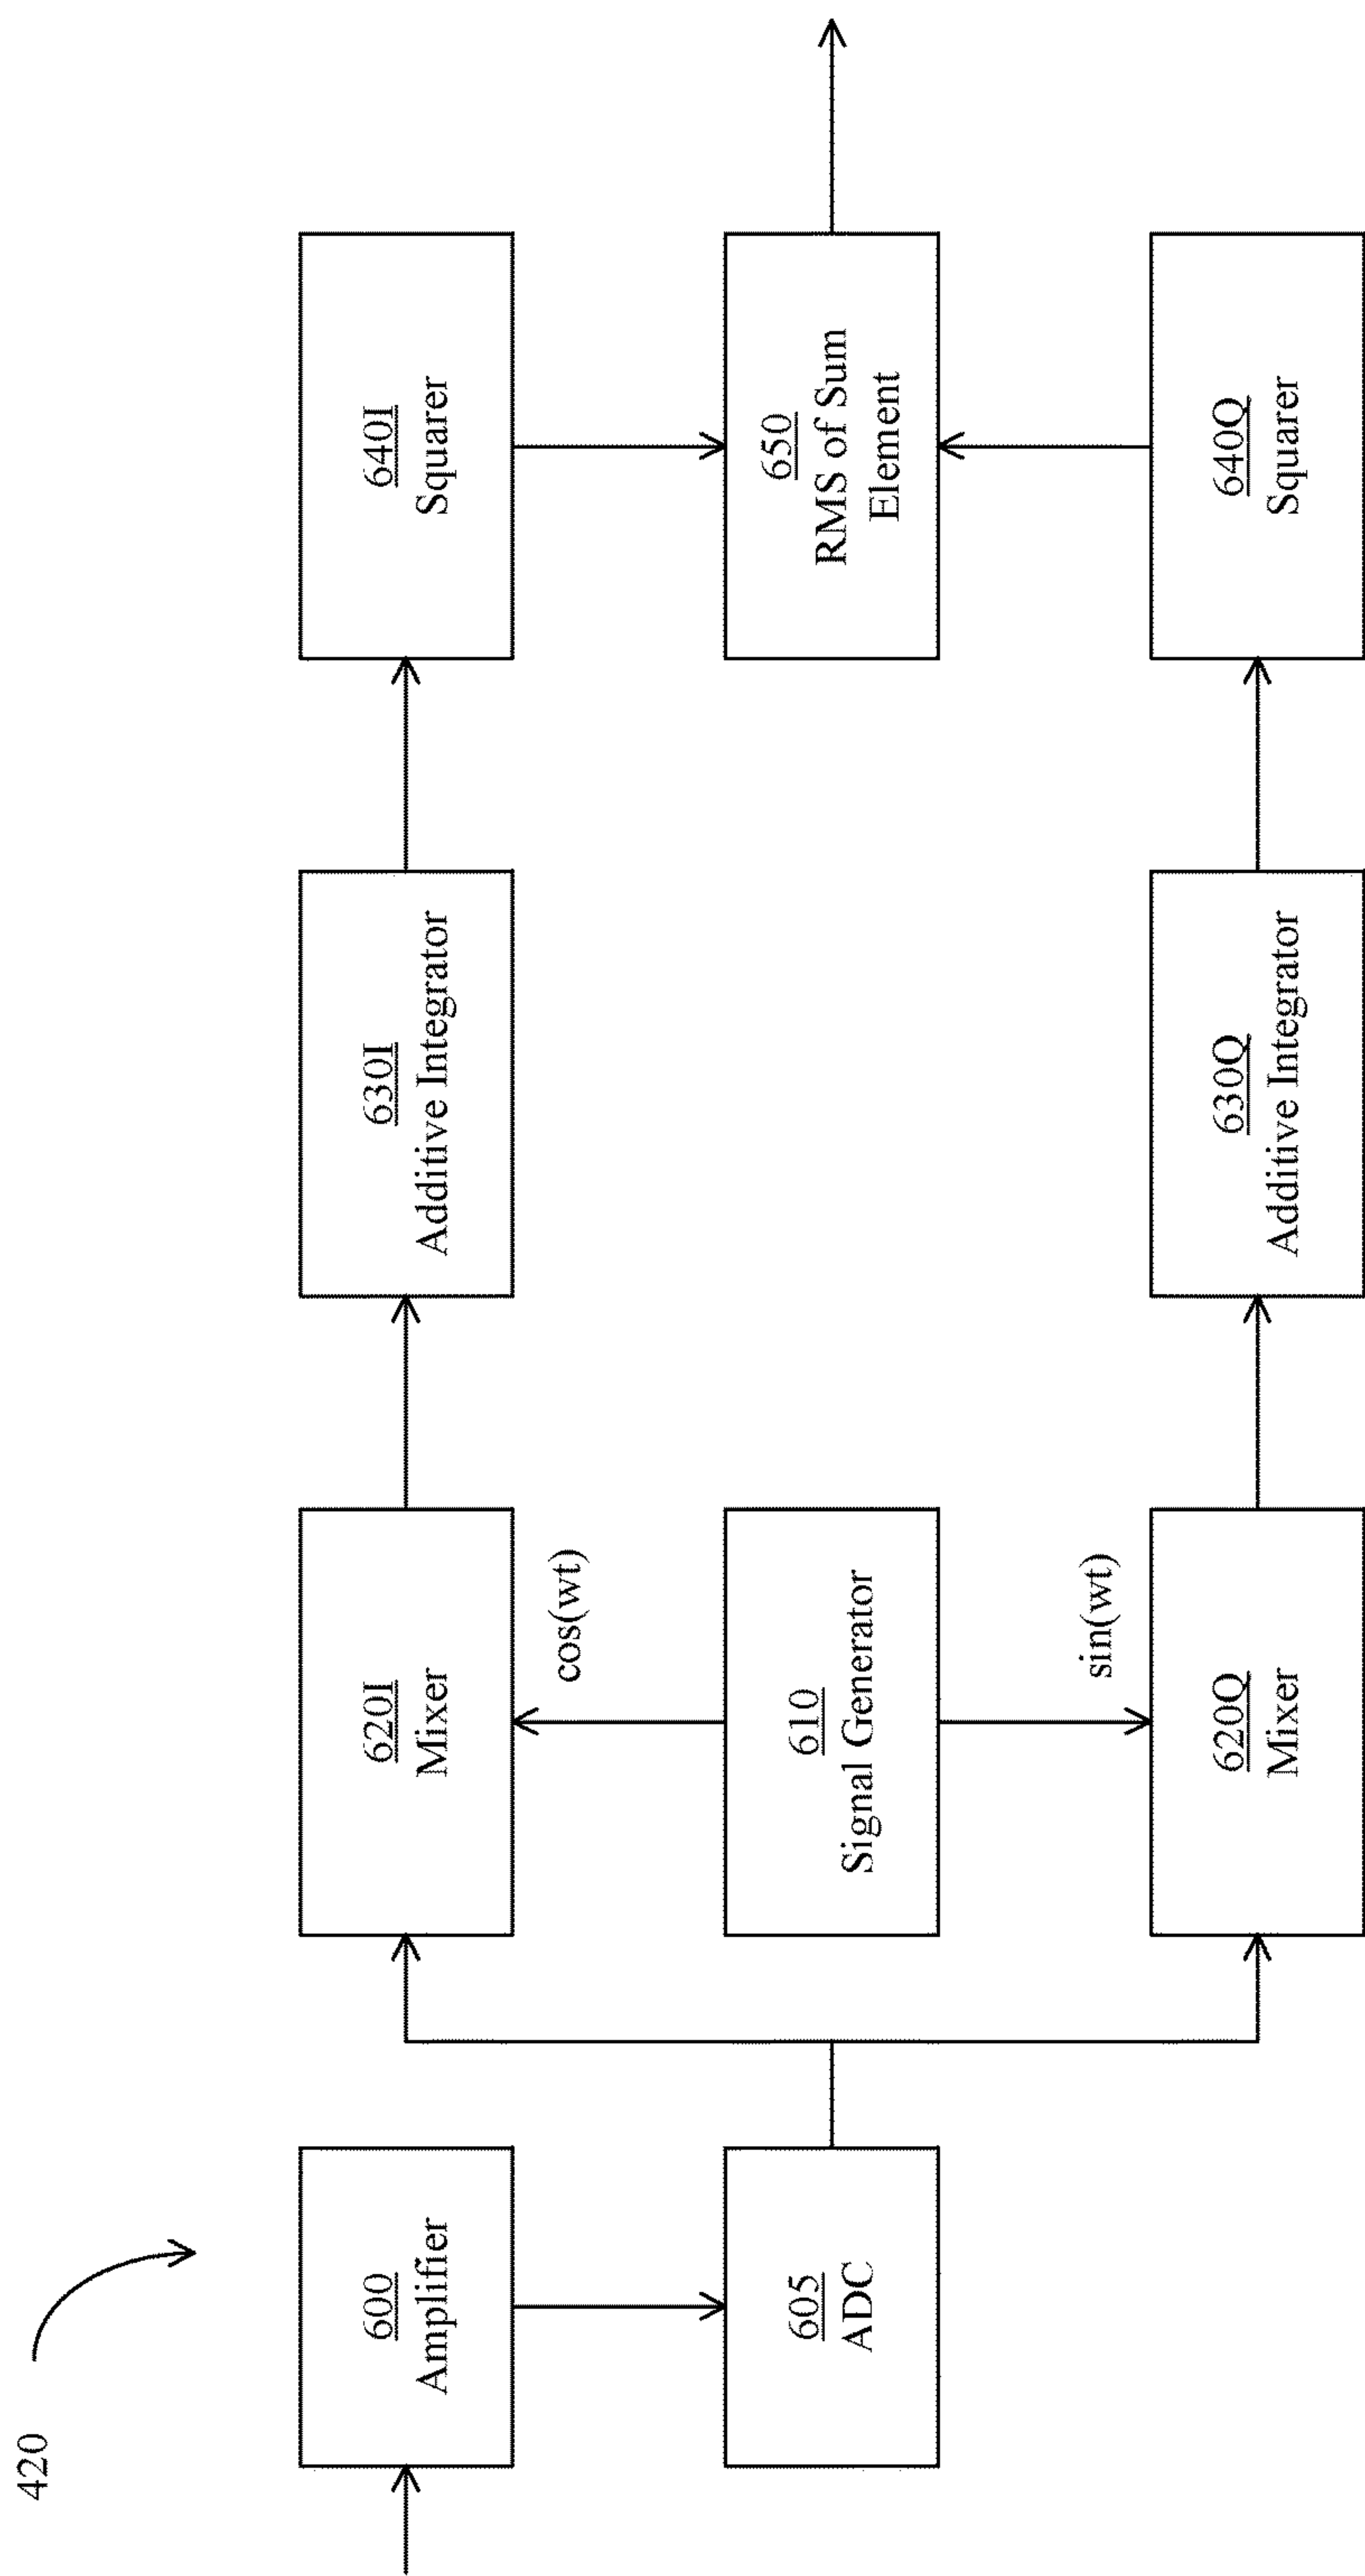 420
600
Amplifier
605
ADC
620I
Mixer
cos(wt)
610
Signal Generator
sin(wt)
620Q
Mixer
630I
Additive Integrator
630Q
Additive Integrator
640I
Squarer
650
RMS of Sum
Element
640Q
Squarer